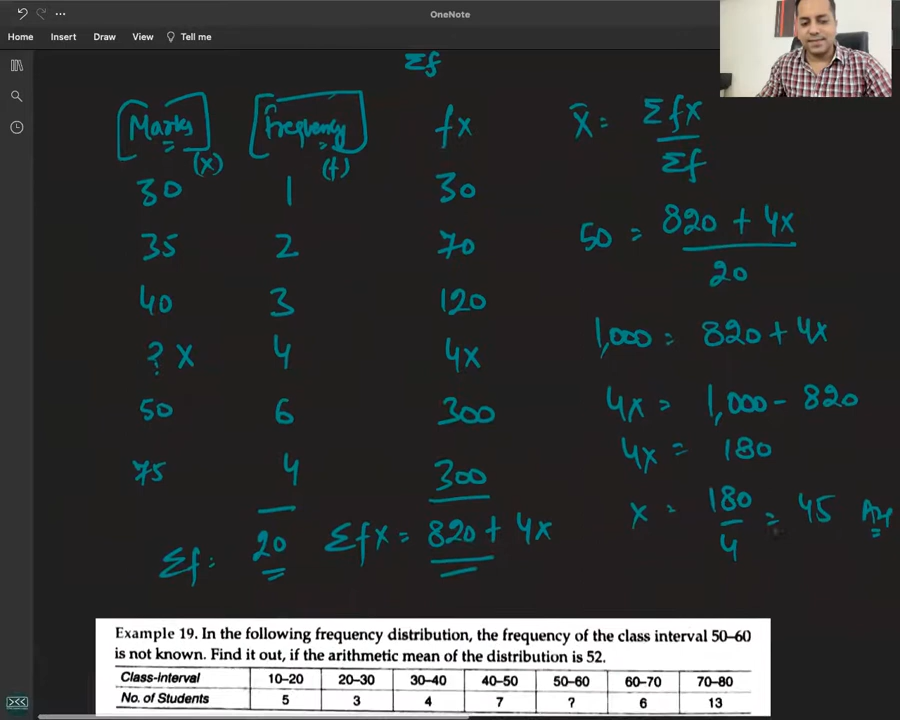 OneNote
Home Insert Draw View Tell me
Σf
Marks (x) Frequency (f) fx
30 1 30
35 2 70
40 3 120
? x 4 4x
50 6 300
75 4 300
Σf = 20 Σfx = 820 + 4x
X̄ = Σfx / Σf
50 = 820 + 4x / 20
1,000 = 820 + 4x
4x = 1,000 - 820
4x = 180
x = 180 / 4 = 45 Ans
Example 19. In the following frequency distribution, the frequency of the class interval 50–60
is not known. Find it out, if the arithmetic mean of the distribution is 52.
Class-interval 10–20 20–30 30–40 40–50 50–60 60–70 70–80
No. of Students 5 3 4 7 ? 6 13